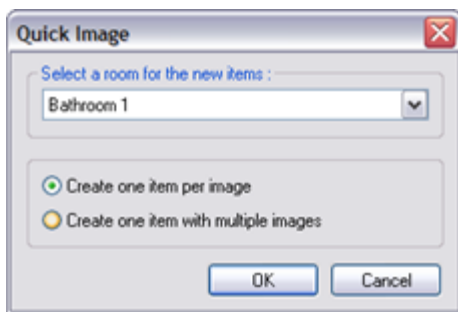 Quick Image
Select a room for the new items :
Bathroom 1
Create one item per image
Create one item with multiple images
OK
Cancel